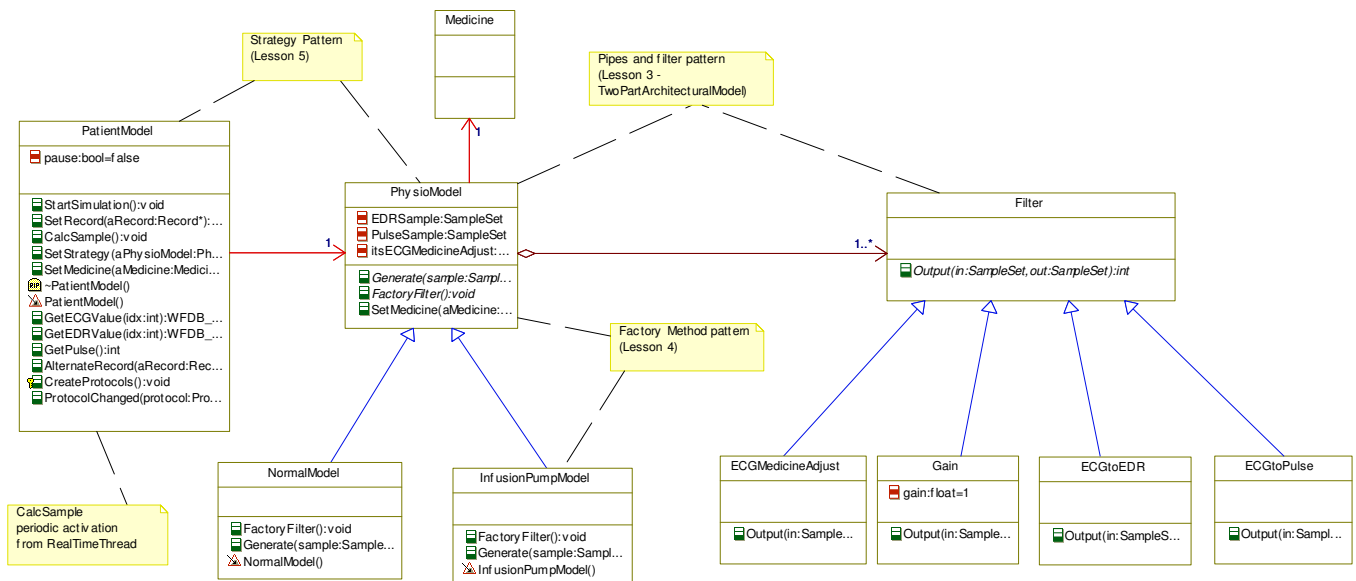 Medicine
1
Strategy Pattern
(Lesson 5)
Pipes and filter pattern
(Lesson 3 -
TwoPartArchitecturalModel)
PatientModel
pause:bool=false
StartSimulation():void
SetRecord(aRecord:Record*):...
CalcSample():void
SetStrategy(aPhysioModel:Ph...
SetMedicine(aMedicine:Medici...
RIP ~PatientModel()
PatientModel()
GetECGValue(idx:int):WFDB_...
GetEDRValue(idx:int):WFDB_...
GetPulse():int
AlternateRecord(aRecord:Rec...
CreateProtocols():void
ProtocolChanged(protocol:Pro...
1
PhysioModel
EDRSample:SampleSet
PulseSample:SampleSet
itsECGMedicineAdjust:...
Generate(sample:Sampl...
FactoryFilter():void
SetMedicine(aMedicine:...
1..*
Filter
Output(in:SampleSet,out:SampleSet):int
Factory Method pattern
(Lesson 4)
CalcSample
periodic activation
from RealTimeThread
NormalModel
FactoryFilter():void
Generate(sample:Sample...
NormalModel()
InfusionPumpModel
FactoryFilter():void
Generate(sample:Sampl...
InfusionPumpModel()
ECGMedicineAdjust
Output(in:Sample...
Gain
gain:float=1
Output(in:Sample...
ECGtoEDR
Output(in:SampleS...
ECGtoPulse
Output(in:Sampl...